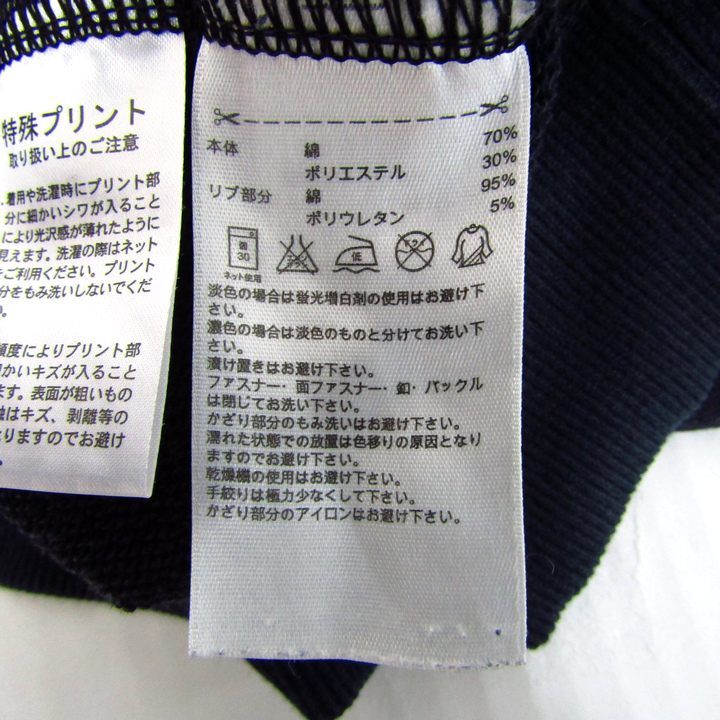 特殊プリント
取り扱い上のご注意
着用や洗濯時にプリント部
分に細かいシワが入ること
により光沢感が薄れたように
見えます。洗濯の際はネット
をご利用ください。プリント
部分をもみ洗いしないでくだ
頻度によりプリント部
細かいキズが入ること
ます。表面が粗いもの
はキズ、剥離等の
なりますのでお避け
本体 綿 70%
ポリエステル 30%
リブ部分 綿 95%
ポリウレタン 5%
弱
30
低
エンソ
ドライ
ネット使用
淡色の場合は蛍光増白剤の使用はお避け下
さい。
濃色の場合は淡色のものと分けてお洗い下
さい。
漬け置きはお避け下さい。
ファスナー・面ファスナー・釦・バックル
は閉じてお洗い下さい。
かざり部分のもみ洗いはお避け下さい。
濡れた状態での放置は色移りの原因となり
ますのでお避け下さい。
乾燥機の使用はお避け下さい。
手絞りは極力少なくして下さい。
かざり部分のアイロンはお避け下さい。